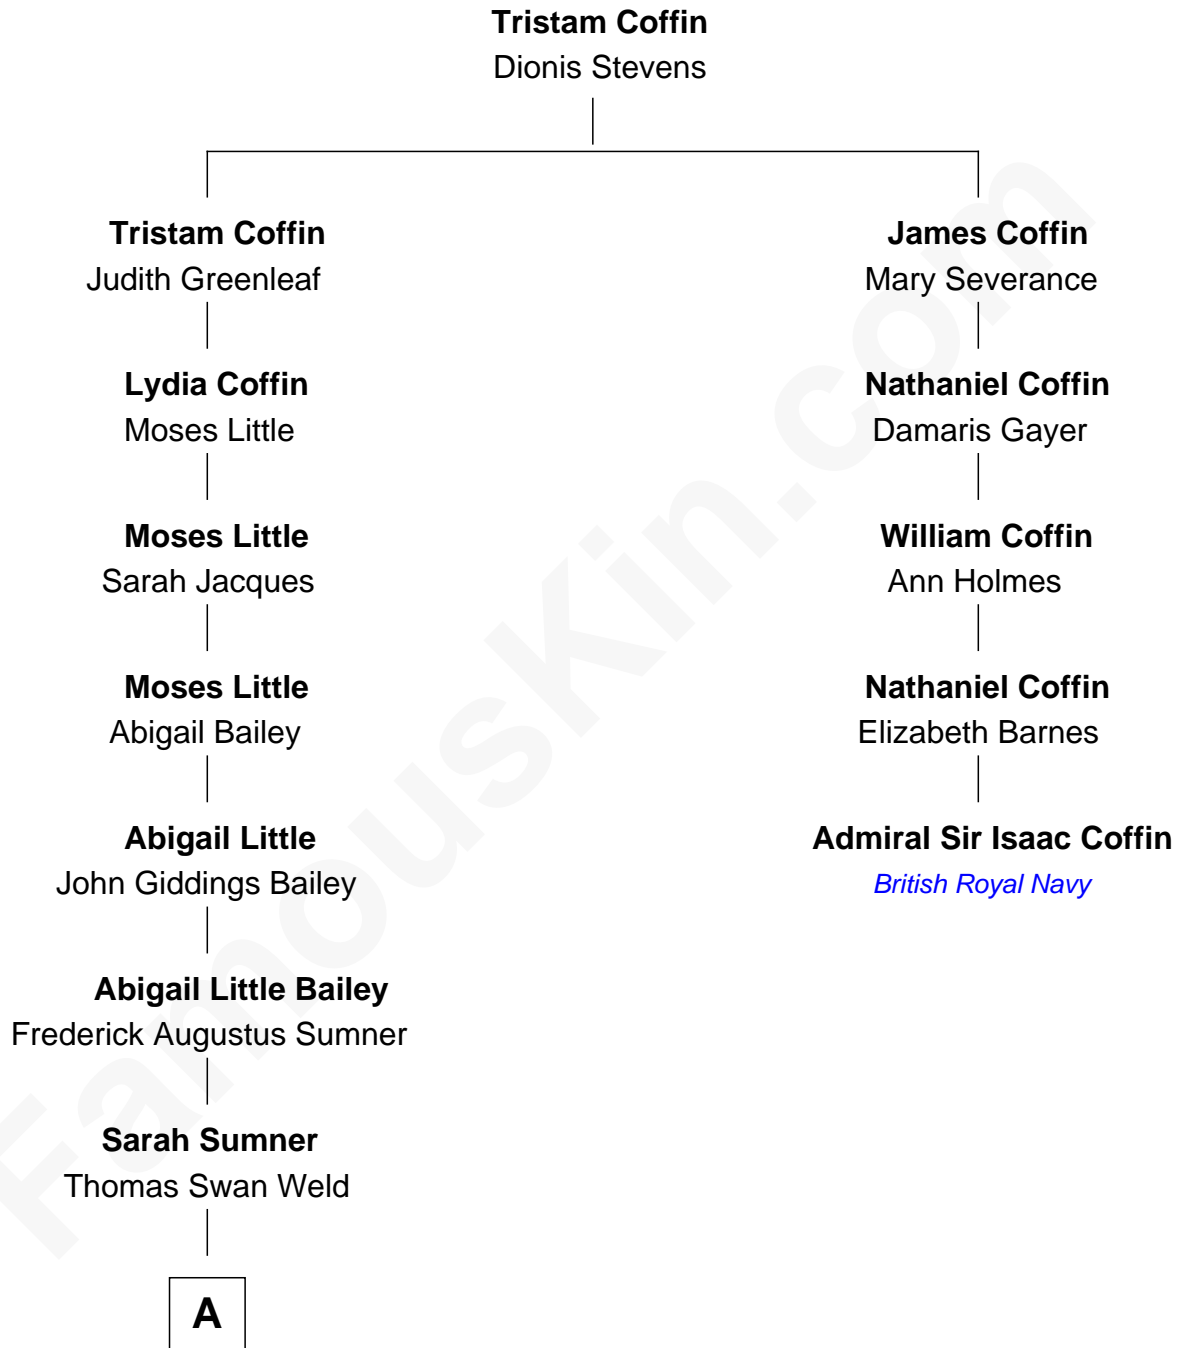 Tristam Coffin
Dionis Stevens
Tristam Coffin
Judith Greenleaf
James Coffin
Mary Severance
Lydia Coffin
Moses Little
Nathaniel Coffin
Damaris Gayer
Moses Little
Sarah Jacques
William Coffin
Ann Holmes
Moses Little
Abigail Bailey
Nathaniel Coffin
Elizabeth Barnes
Abigail Little
John Giddings Bailey
Admiral Sir Isaac Coffin
British Royal Navy
Abigail Little Bailey
Frederick Augustus Sumner
Sarah Sumner
Thomas Swan Weld
A
FamousKin.com